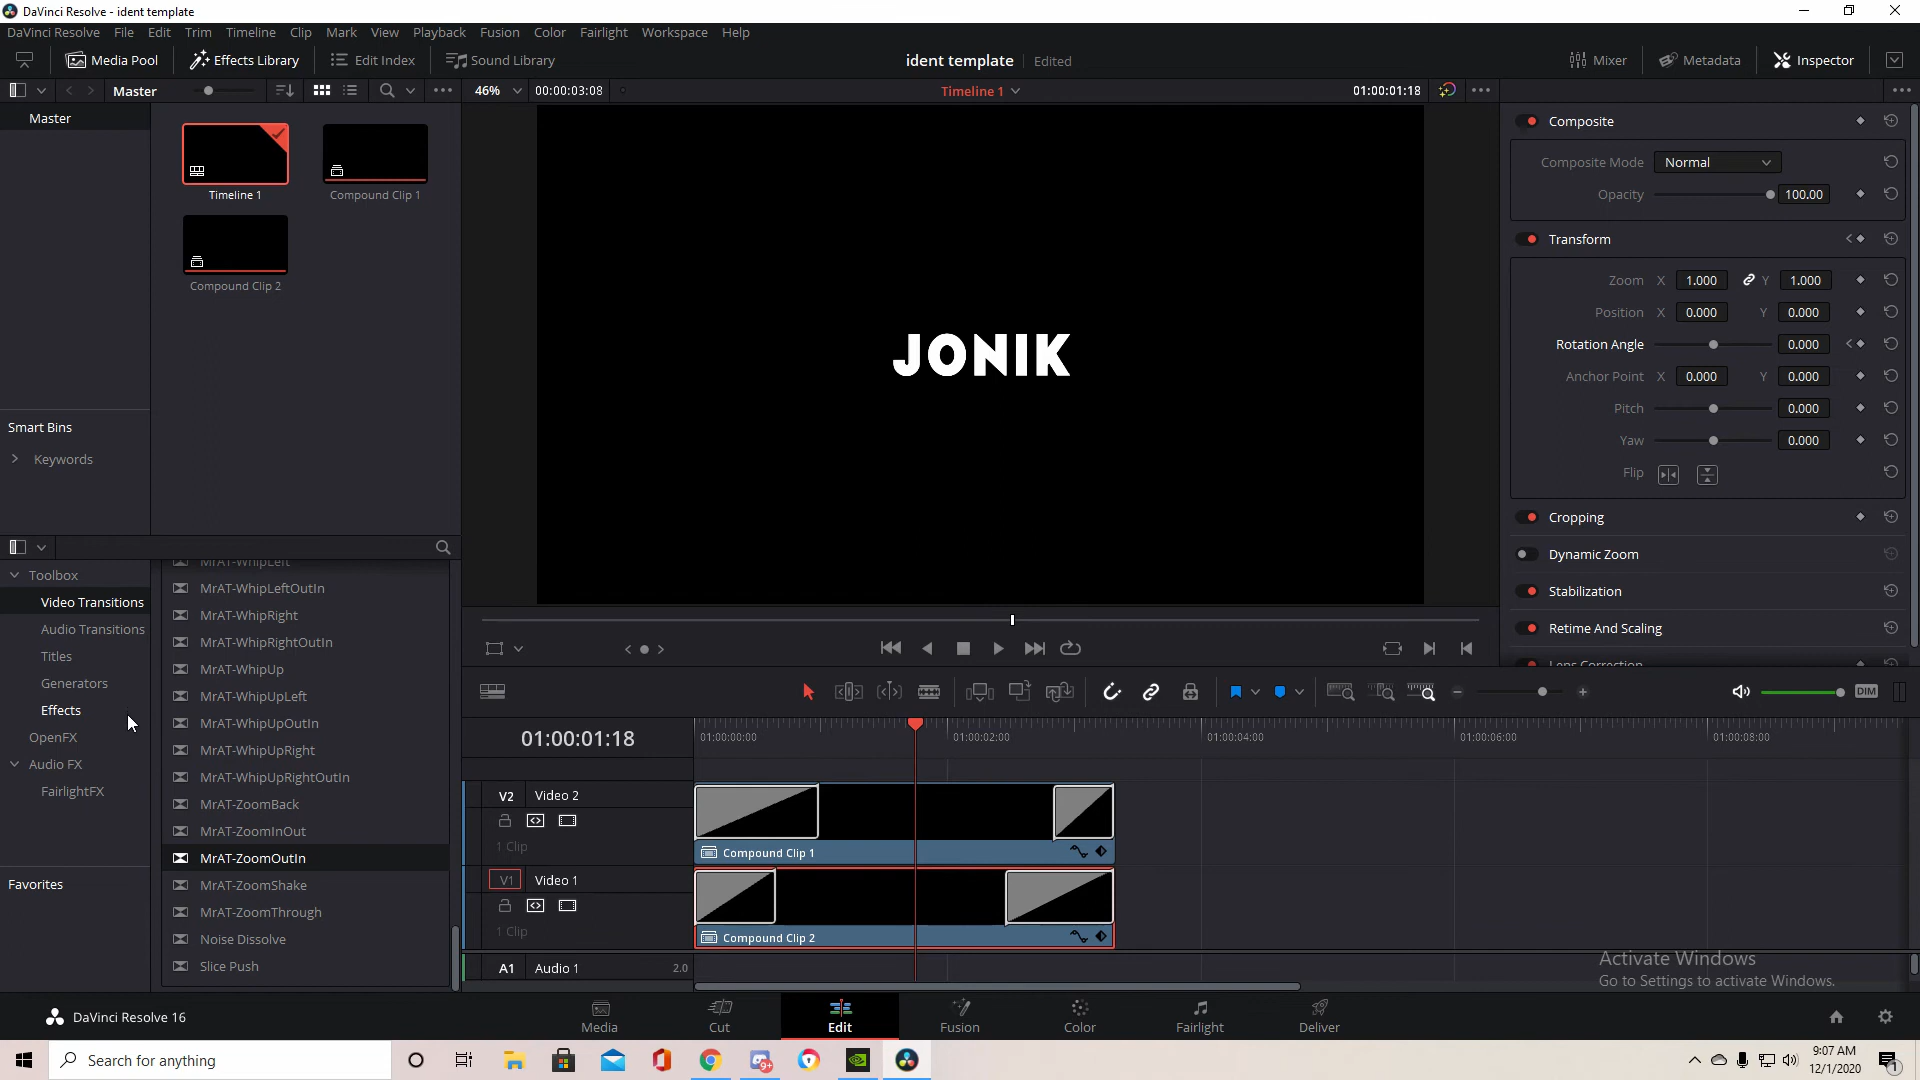 DaVinci Resolve - ident template
DaVinci Resolve File Edit Trim Timeline Clip Mark View Playback Fusion Color Fairlight Workspace Help
Media Pool Effects Library Edit Index Sound Library ident template Edited Mixer Metadata Inspector
Master 46% 00:00:03:08 Timeline 1 01:00:01:18
Master
Timeline 1
Compound Clip 1
Compound Clip 2
Smart Bins
Keywords
JONIK
Composite
Composite Mode Normal
Opacity 100.00
Transform
Zoom X 1.000 Y 1.000
Position X 0.000 Y 0.000
Rotation Angle 0.000
Anchor Point X 0.000 Y 0.000
Pitch 0.000
Yaw 0.000
Flip
Cropping
Dynamic Zoom
Stabilization
Retime And Scaling
Lens Correction
Toolbox
Video Transitions
Audio Transitions
Titles
Generators
Effects
OpenFX
Audio FX
FairlightFX
Favorites
MrAT-WhipLeft
MrAT-WhipLeftOutIn
MrAT-WhipRight
MrAT-WhipRightOutIn
MrAT-WhipUp
MrAT-WhipUpLeft
MrAT-WhipUpOutIn
MrAT-WhipUpRight
MrAT-WhipUpRightOutIn
MrAT-ZoomBack
MrAT-ZoomInOut
MrAT-ZoomOutIn
MrAT-ZoomShake
MrAT-ZoomThrough
Noise Dissolve
Slice Push
DIM
01:00:01:18
01:00:00:00 01:00:02:00 01:00:04:00 01:00:06:00 01:00:08:00
V2 Video 2
1 Clip
Compound Clip 1
V1 Video 1
1 Clip
Compound Clip 2
A1 Audio 1 2.0
Activate Windows
Go to Settings to activate Windows.
DaVinci Resolve 16
Media Cut Edit Fusion Color Fairlight Deliver
Search for anything
9+
9:07 AM
12/1/2020
1